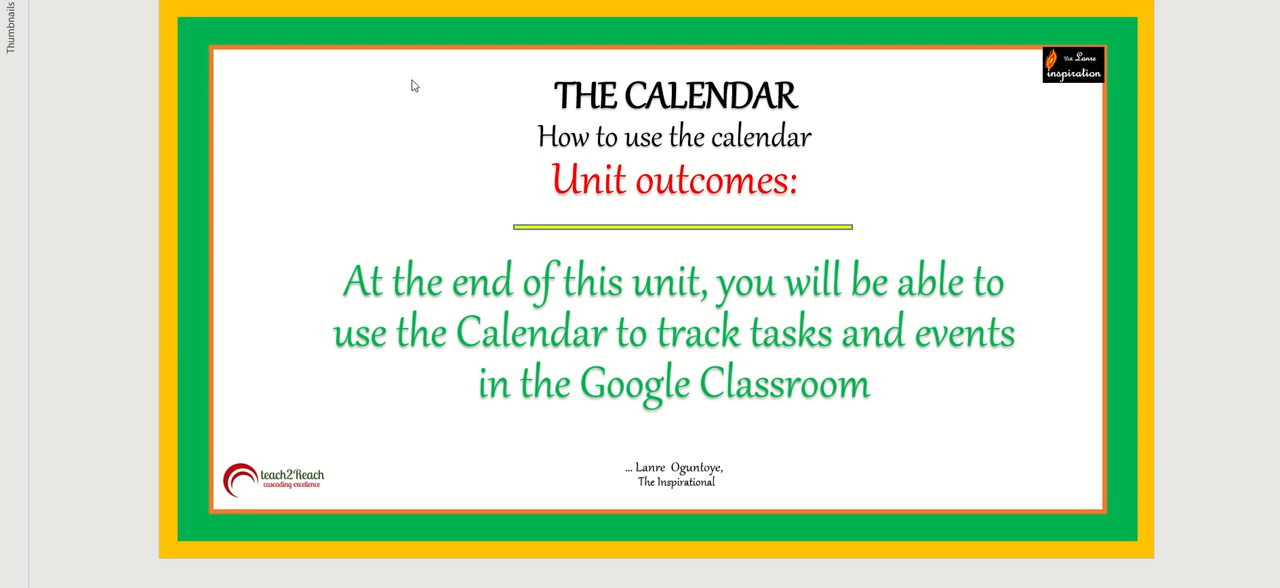 Thumbnails
Visit Lanre
inspiration
THE CALENDAR
How to use the calendar
Unit outcomes:
At the end of this unit, you will be able to
use the Calendar to track tasks and events
in the Google Classroom
teach2Reach
cascading excellence
... Lanre Oguntoye,
The Inspirational